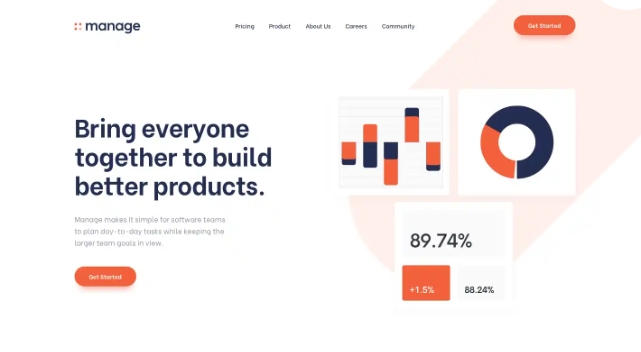 manage
Pricing Product About Us Careers Community
Get Started
Bring everyone
together to build
better products.
Manage makes it simple for software teams
to plan day-to-day tasks while keeping the
larger team goals in view.
Get Started
89.74%
+1.5%
88.24%